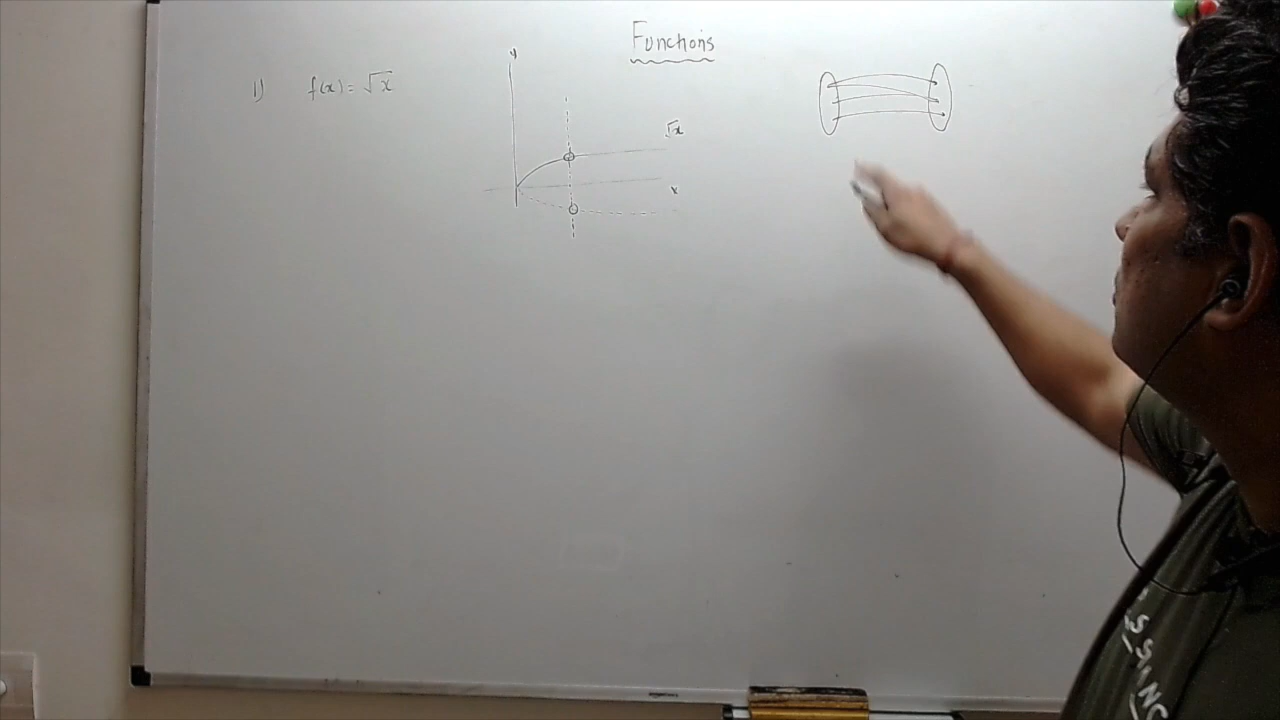 Functions
1) f(x) = √x
y
√x
x